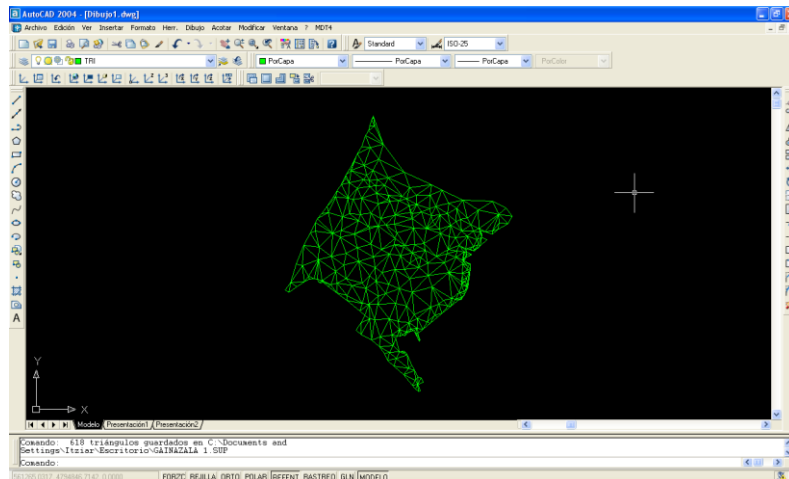 AutoCAD 2004 - [Dibujo1.dwg]
Archivo Edición Ver Insertar Formato Herr. Dibujo Acotar Modificar Ventana ? MDT4
Standard ISO-25
TRI PorCapa PorCapa PorCapa PorColor
Y
X
Modelo Presentación1 Presentación2
Comando: 618 triángulos guardados en C:\Documents and
Settings\Itziar\Escritorio\GAINAZALA 1.SUP
Comando:
FORZC REJILLA ORTO POLAR REFENT RASTREO GLN MODELO